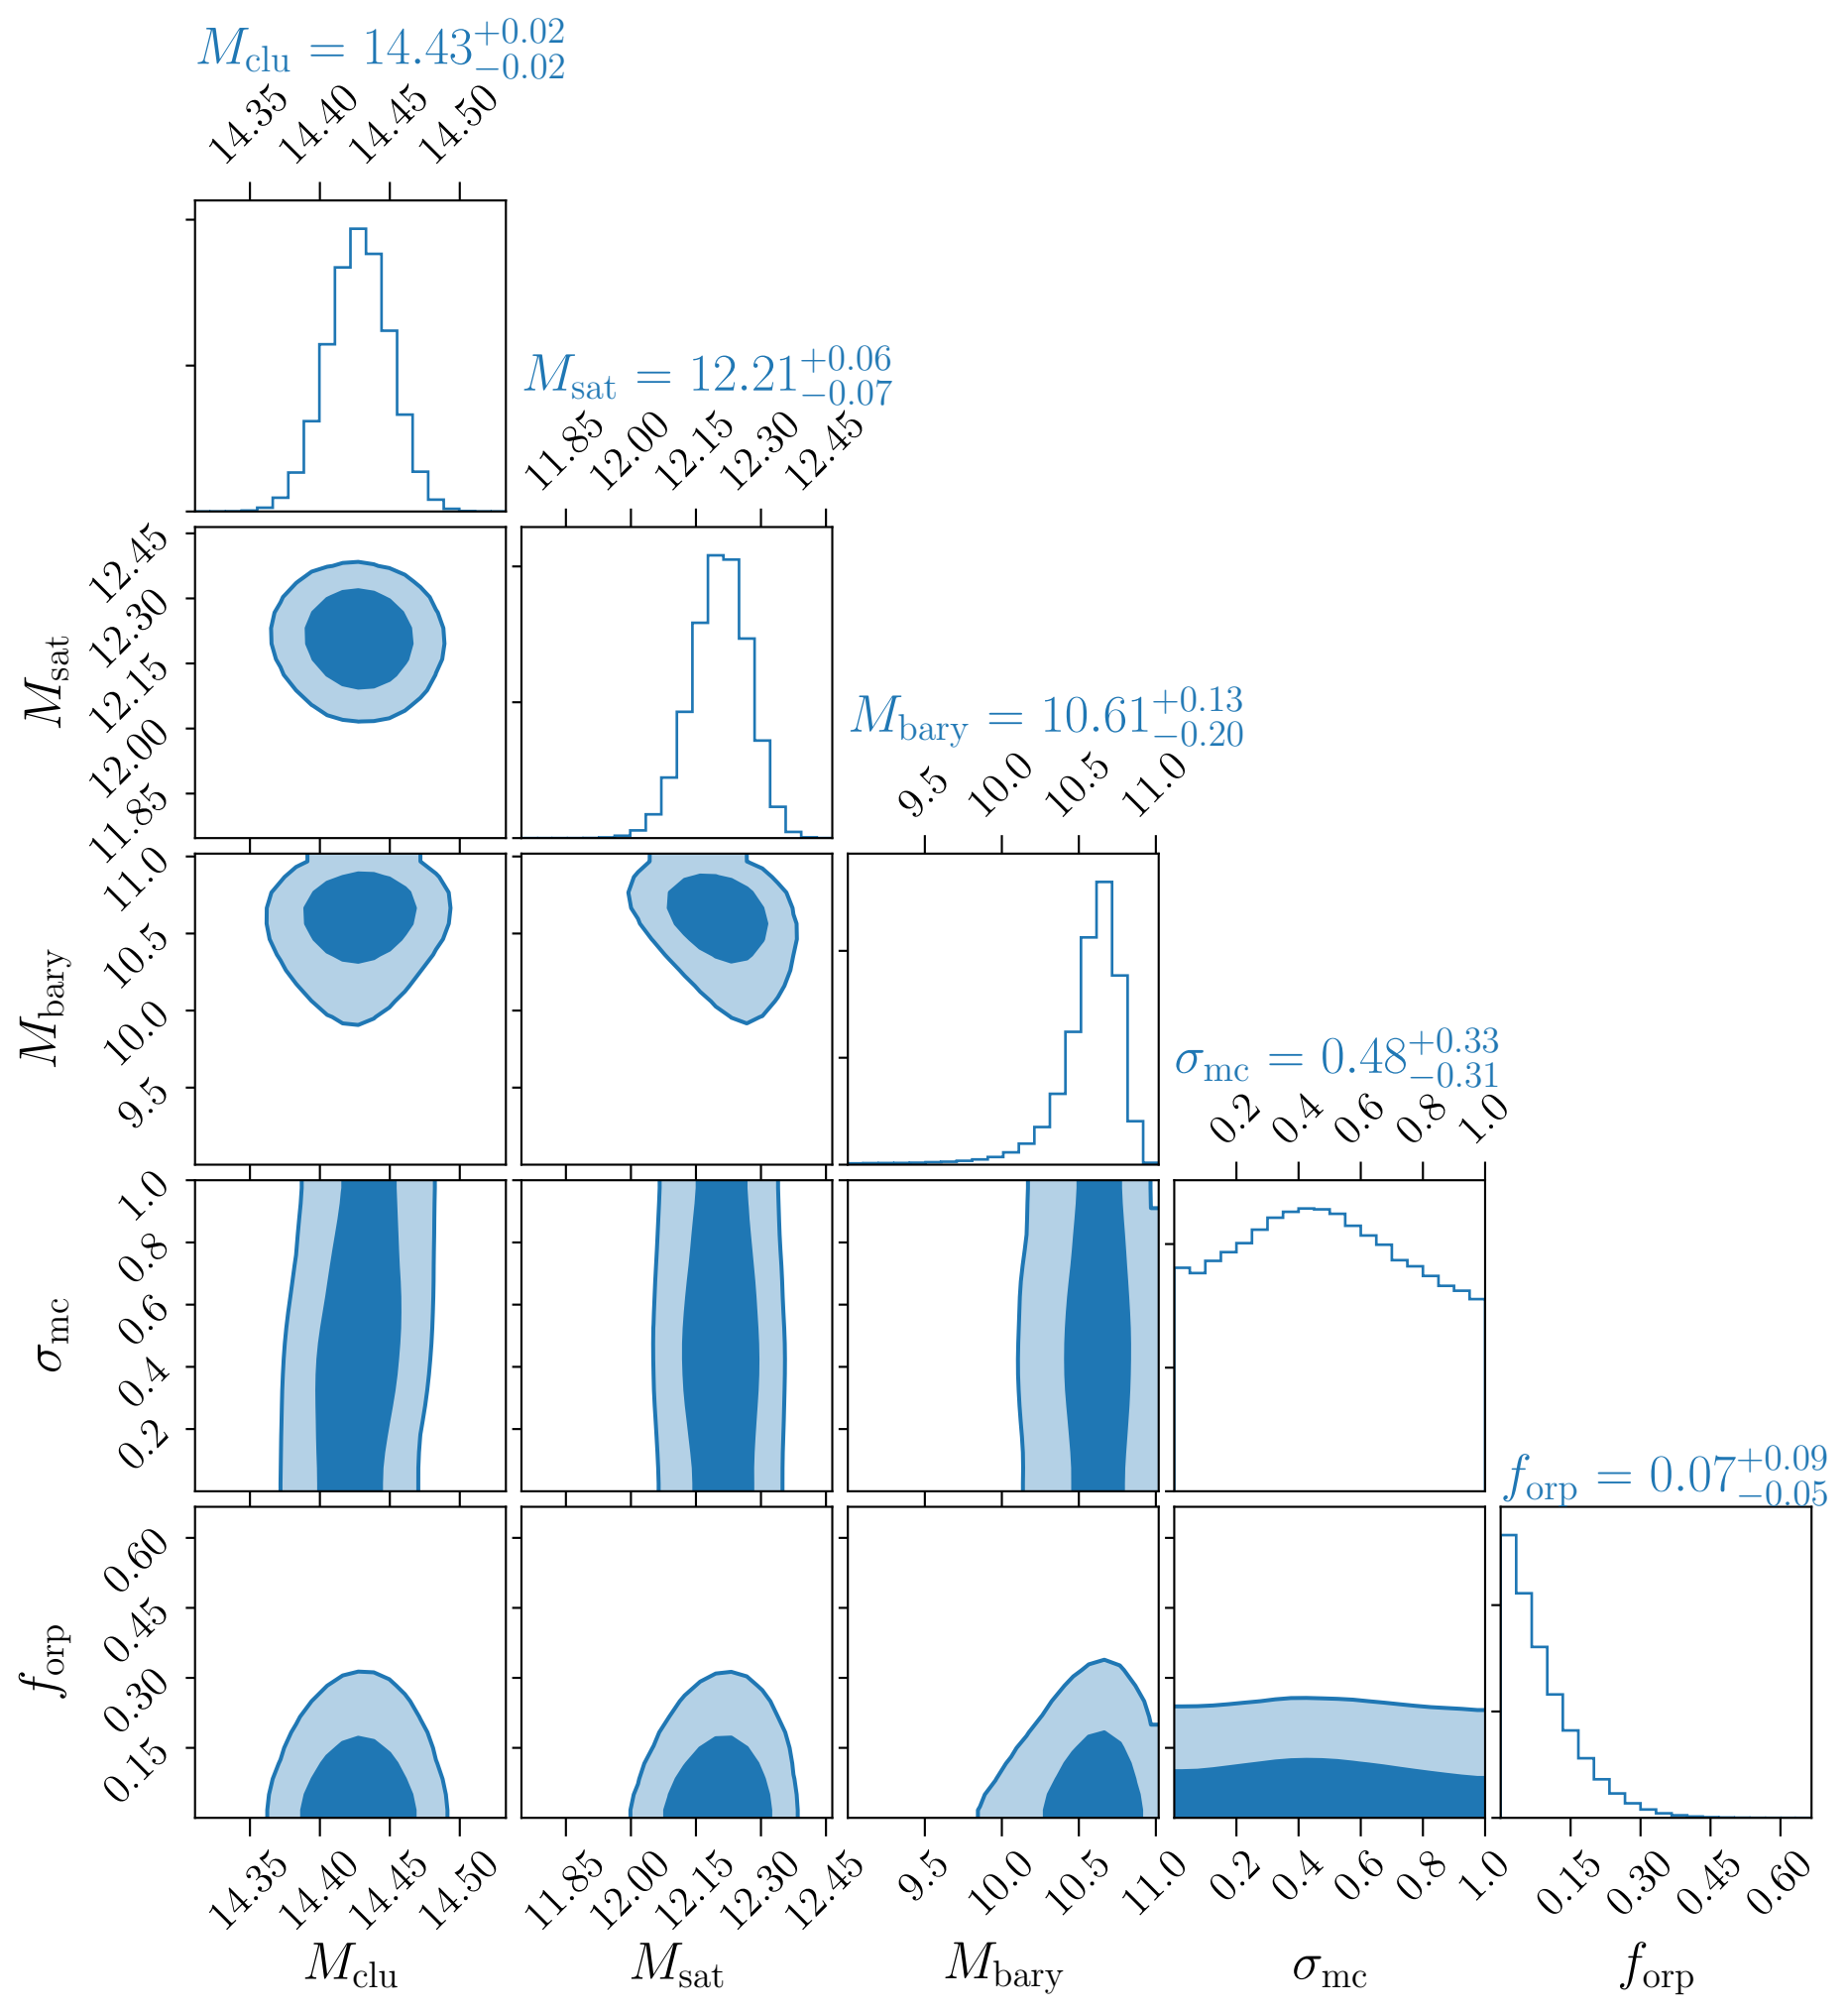 M_clu = 14.43^{+0.02}_{-0.02}
14.35 14.40 14.45 14.50
M_sat = 12.21^{+0.06}_{-0.07}
11.85 12.00 12.15 12.30 12.45
M_sat
12.45
12.30
12.15
12.00
11.85
M_bary = 10.61^{+0.13}_{-0.20}
9.5 10.0 10.5 11.0
M_bary
11.0
10.5
10.0
9.5
σ_mc = 0.48^{+0.33}_{-0.31}
0.2 0.4 0.6 0.8 1.0
σ_mc
1.0
0.8
0.6
0.4
0.2
f_orp = 0.07^{+0.09}_{-0.05}
f_orp
0.60
0.45
0.30
0.15
14.35 14.40 14.45 14.50 11.85 12.00 12.15 12.30 12.45 9.5 10.0 10.5 11.0 0.2 0.4 0.6 0.8 1.0 0.15 0.30 0.45 0.60
M_clu M_sat M_bary σ_mc f_orp